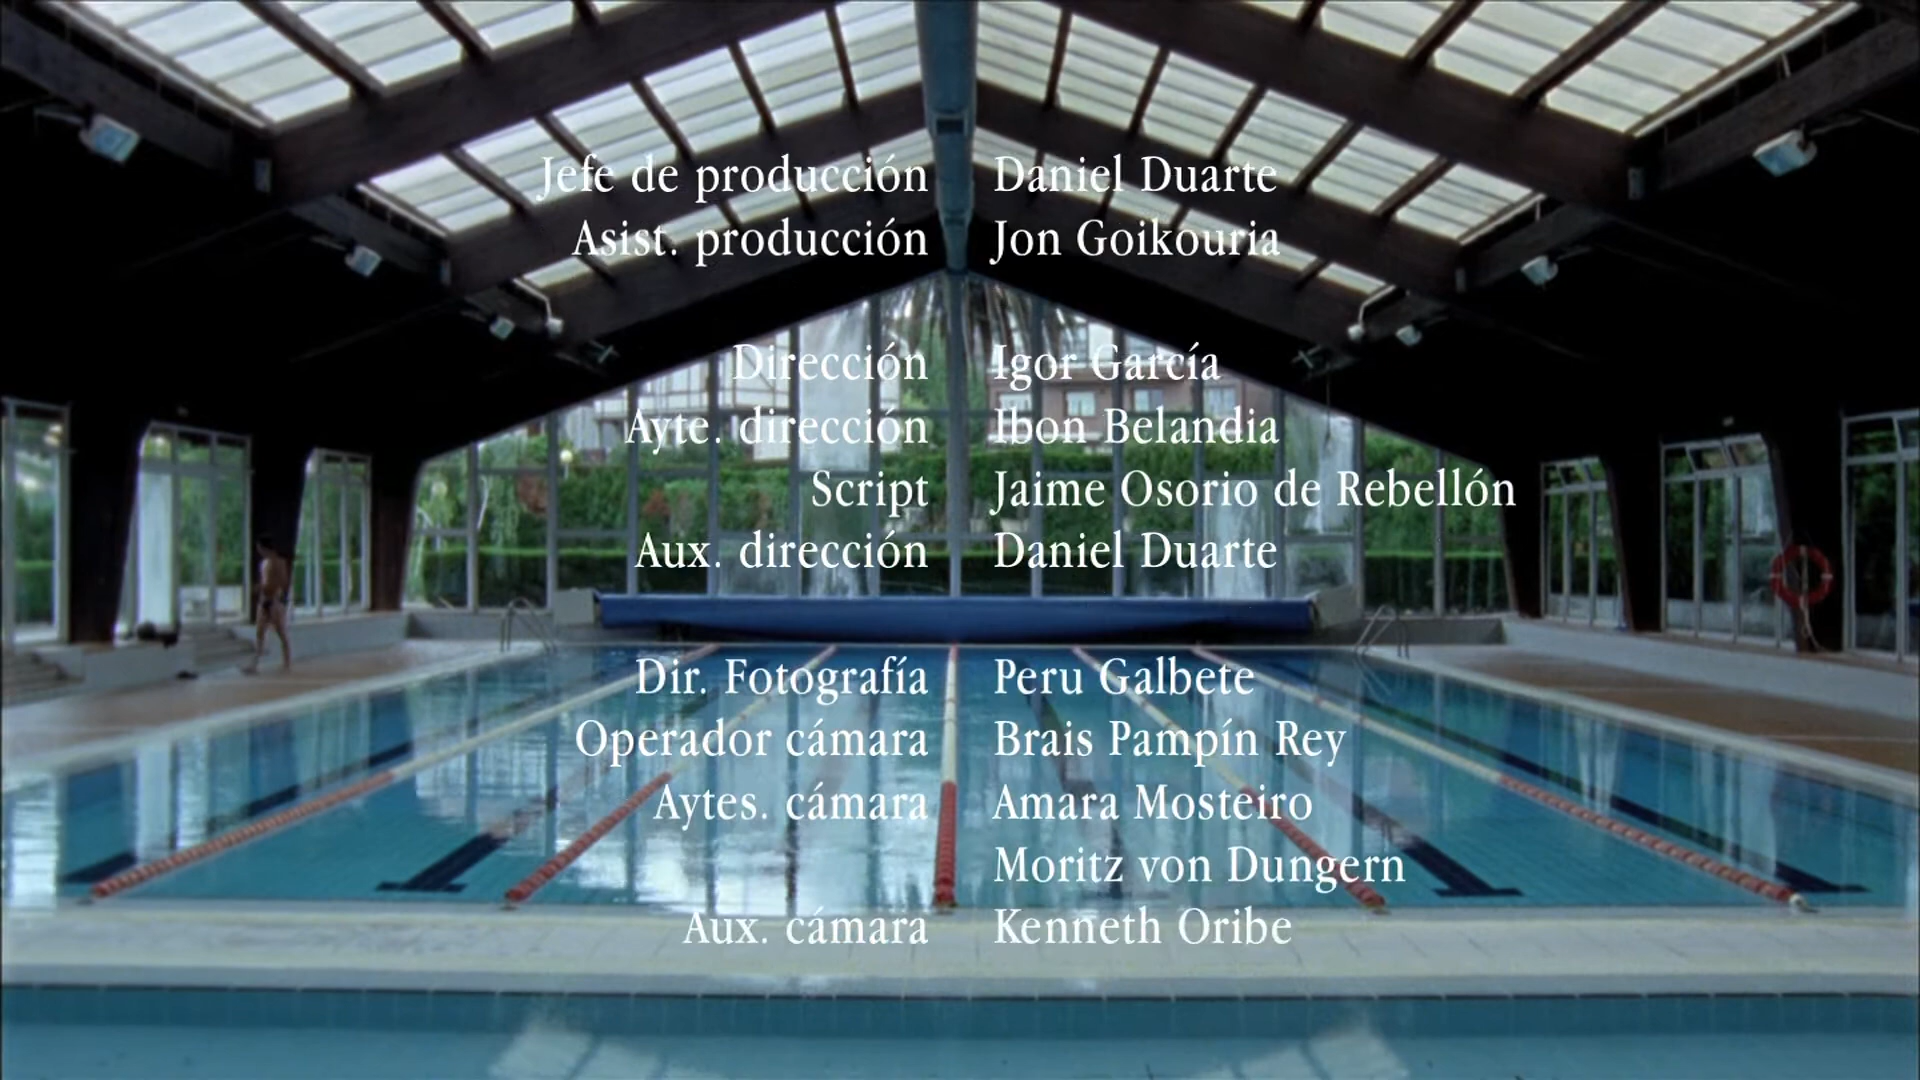 Jefe de producción Daniel Duarte
Asist. producción Jon Goikouria
Dirección Igor García
Ayte. dirección Ibon Belandia
Script Jaime Osorio de Rebellón
Aux. dirección Daniel Duarte
Dir. Fotografía Peru Galbete
Operador cámara Brais Pampín Rey
Aytes. cámara Amara Mosteiro
Moritz von Dungern
Aux. cámara Kenneth Oribe